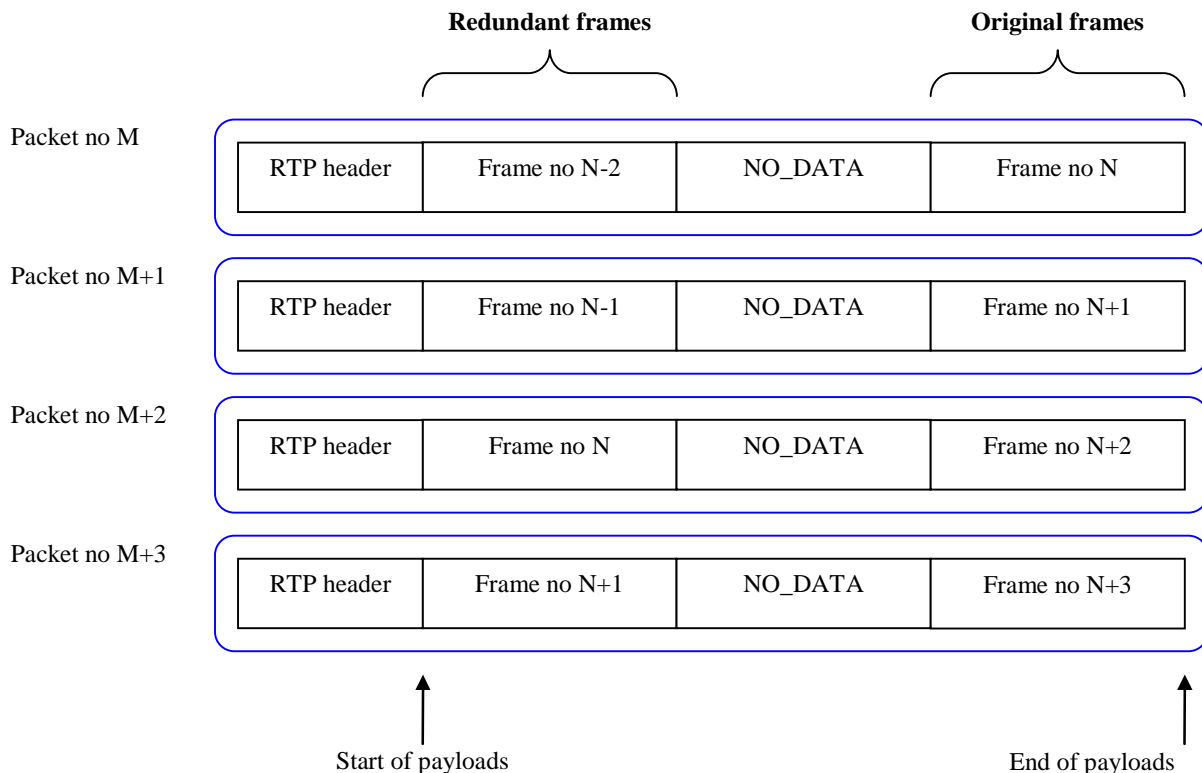 Redundant frames Original frames
Packet no M
RTP header Frame no N-2 NO_DATA Frame no N
Packet no M+1
RTP header Frame no N-1 NO_DATA Frame no N+1
Packet no M+2
RTP header Frame no N NO_DATA Frame no N+2
Packet no M+3
RTP header Frame no N+1 NO_DATA Frame no N+3
Start of payloads End of payloads